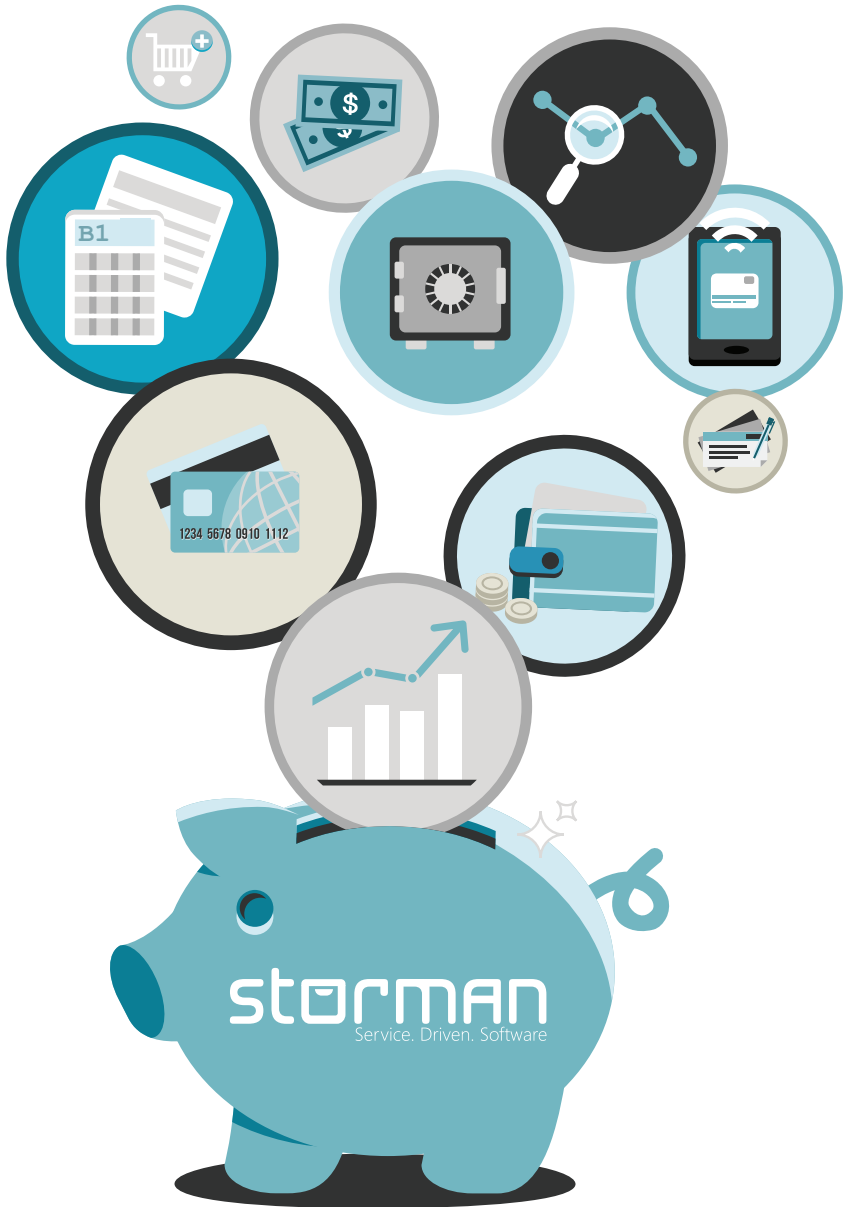 $
$
B1
1234 5678 0910 1112
storman
Service. Driven. Software